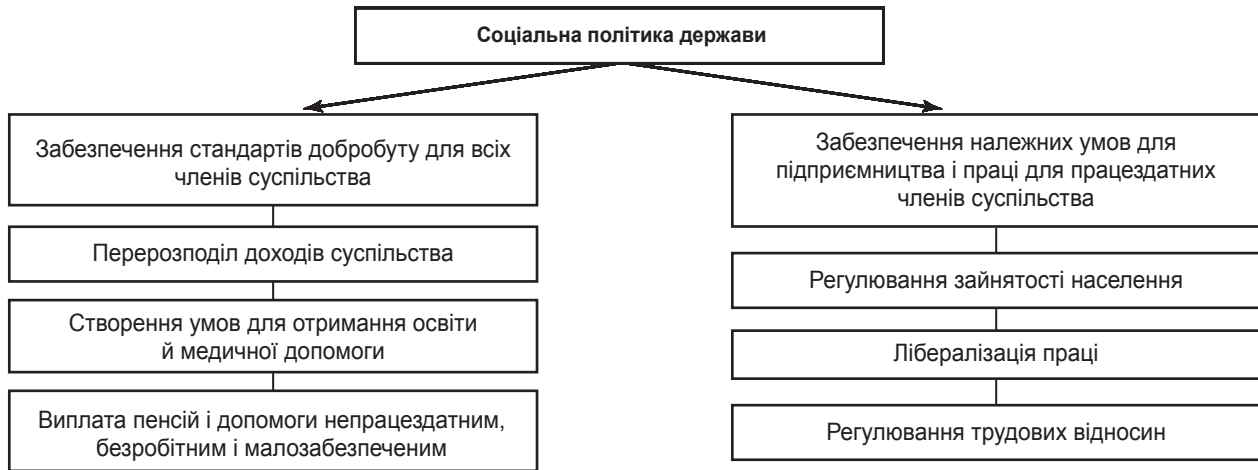 Соціальна політика держави
Забезпечення стандартів добробуту для всіх
членів суспільства
Перерозподіл доходів суспільства
Створення умов для отримання освіти
й медичної допомоги
Виплата пенсій і допомоги непрацездатним,
безробітним і малозабезпеченим
Забезпечення належних умов для
підприємництва і праці для працездатних
членів суспільства
Регулювання зайнятості населення
Лібералізація праці
Регулювання трудових відносин